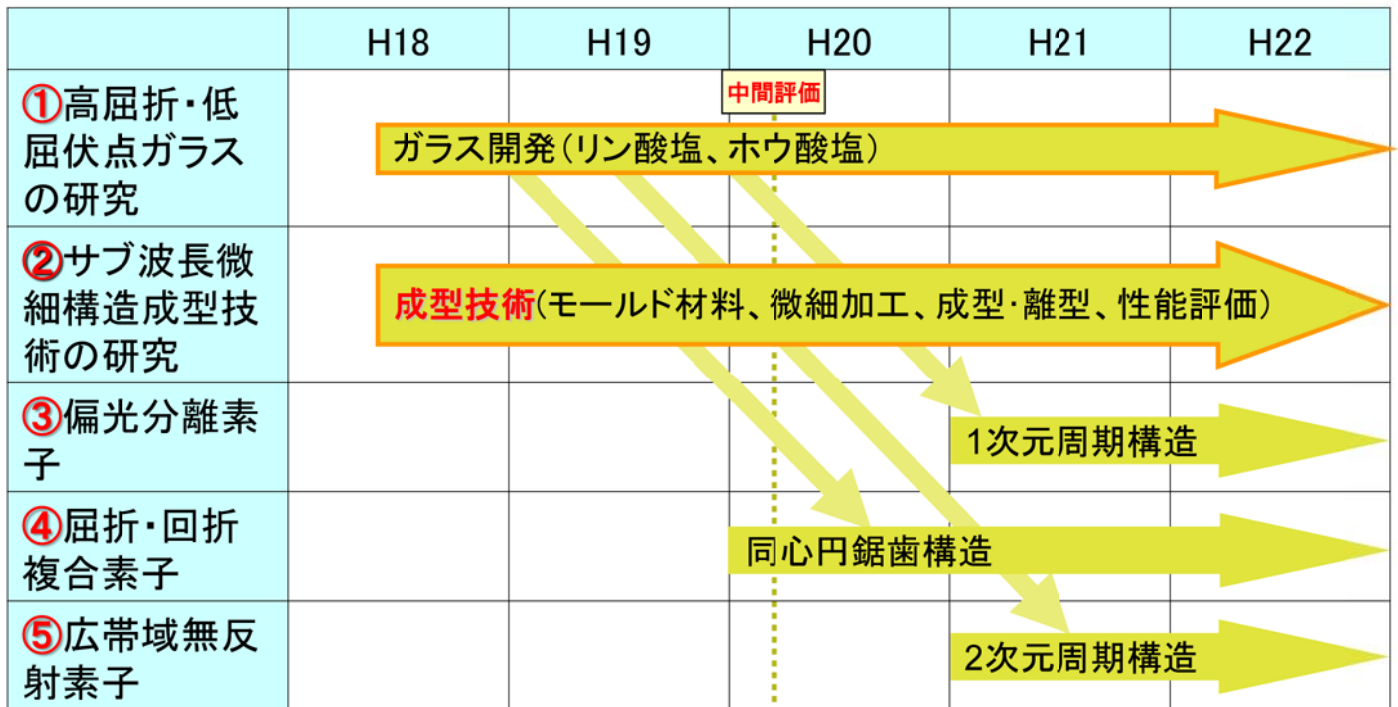 H18 H19 H20 H21 H22
中間評価
①高屈折・低
屈伏点ガラス
の研究
ガラス開発(リン酸塩、ホウ酸塩)
②サブ波長微
細構造成型技
術の研究
成型技術(モールド材料、微細加工、成型・離型、性能評価)
③偏光分離素
子
1次元周期構造
④屈折・回折
複合素子
同心円鋸歯構造
⑤広帯域無反
射素子
2次元周期構造